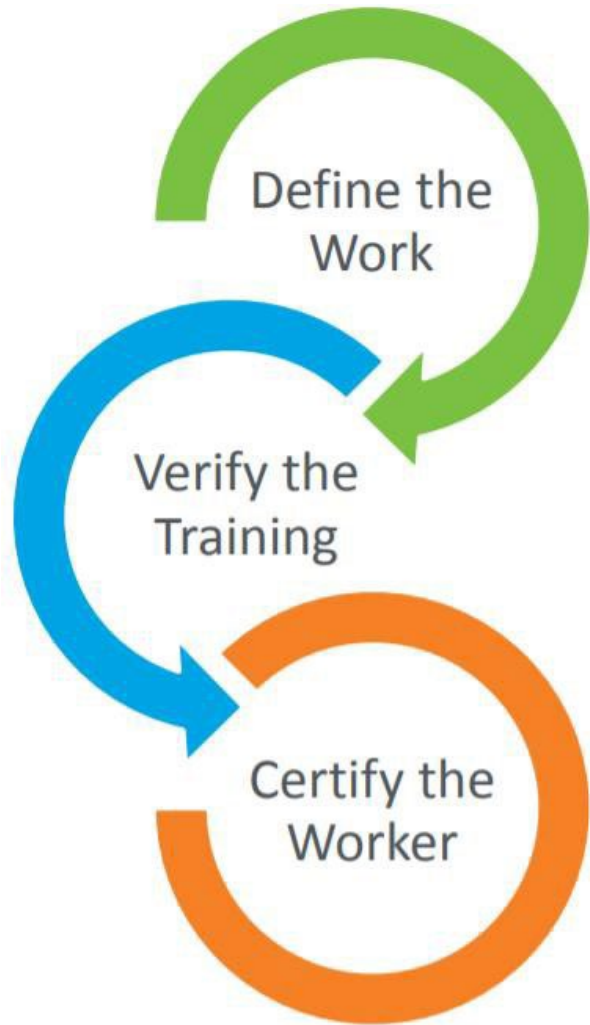 Define the
Work
Verify the
Training
Certify the
Worker